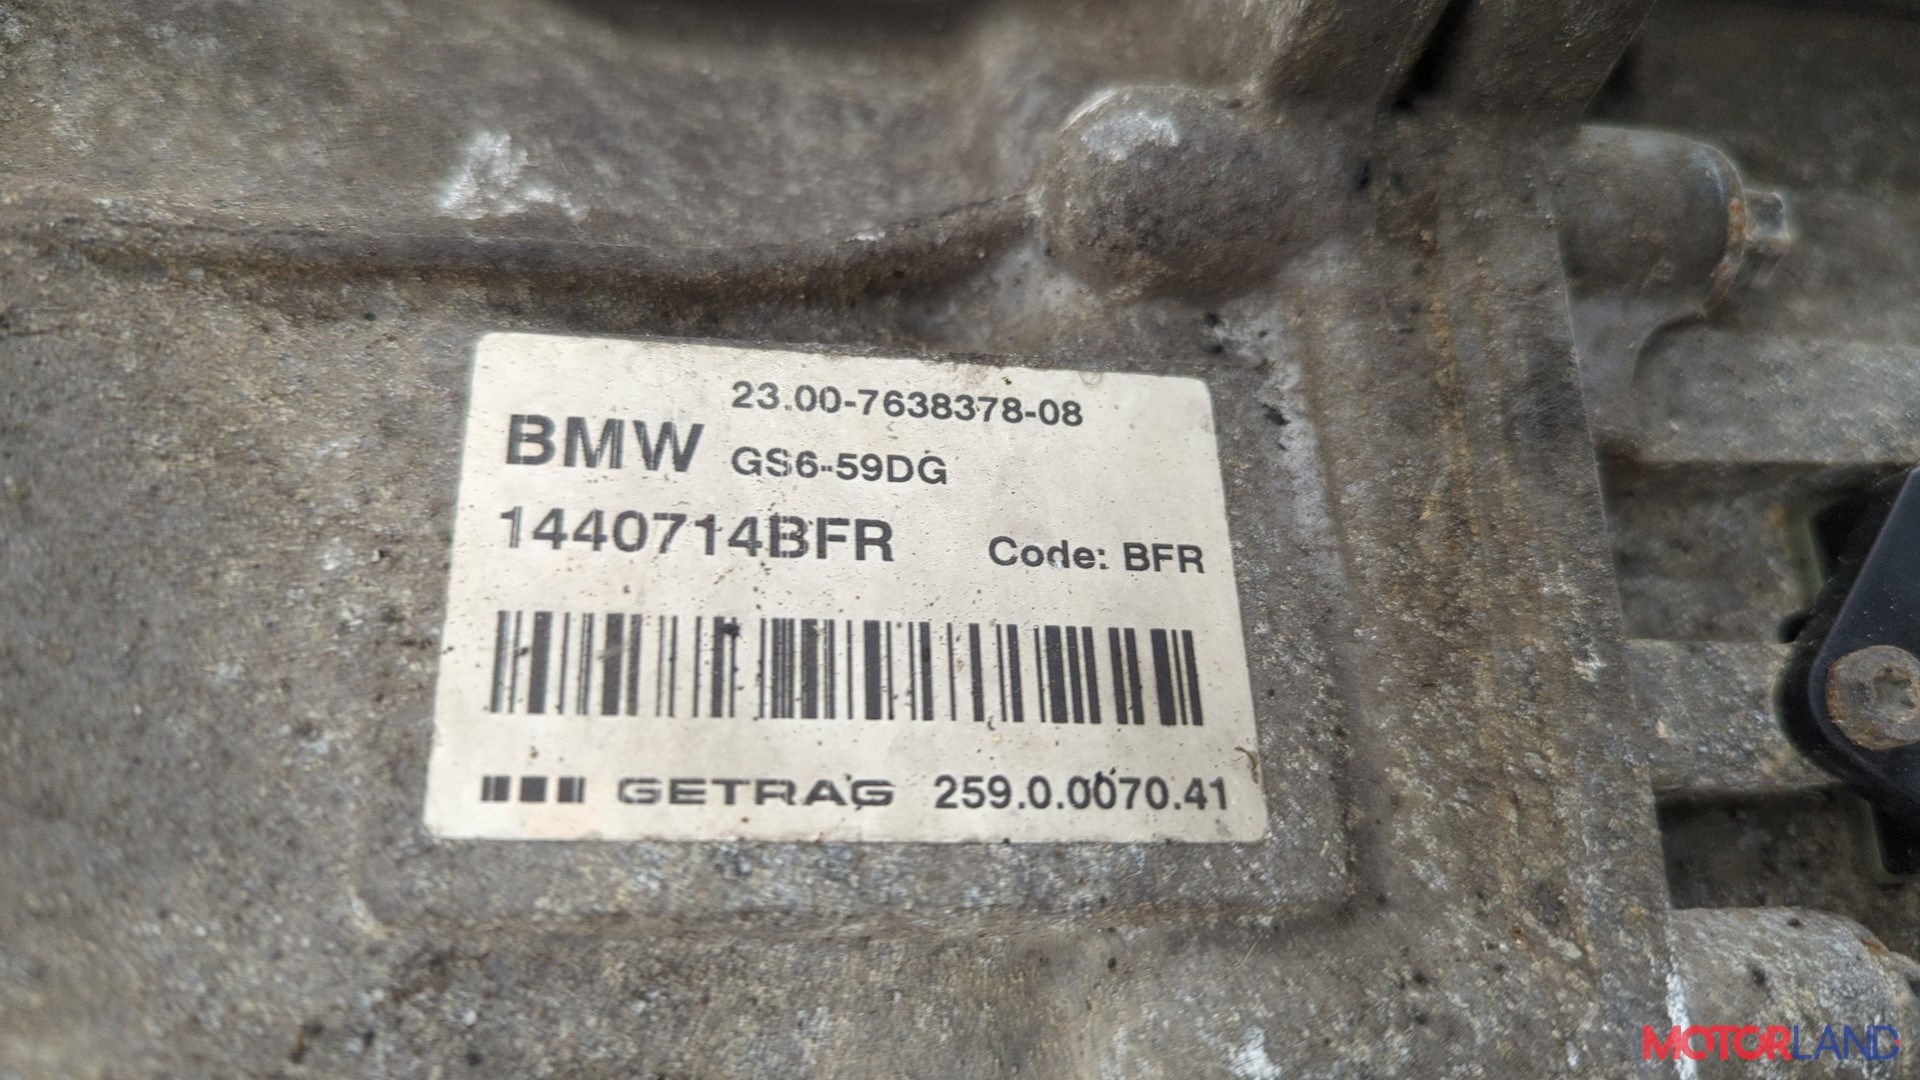 23.00-7638378-08
BMW GS6-59DG
1440714BFR Code: BFR
GETRAG 259.0.0070.41
MOTORLAND